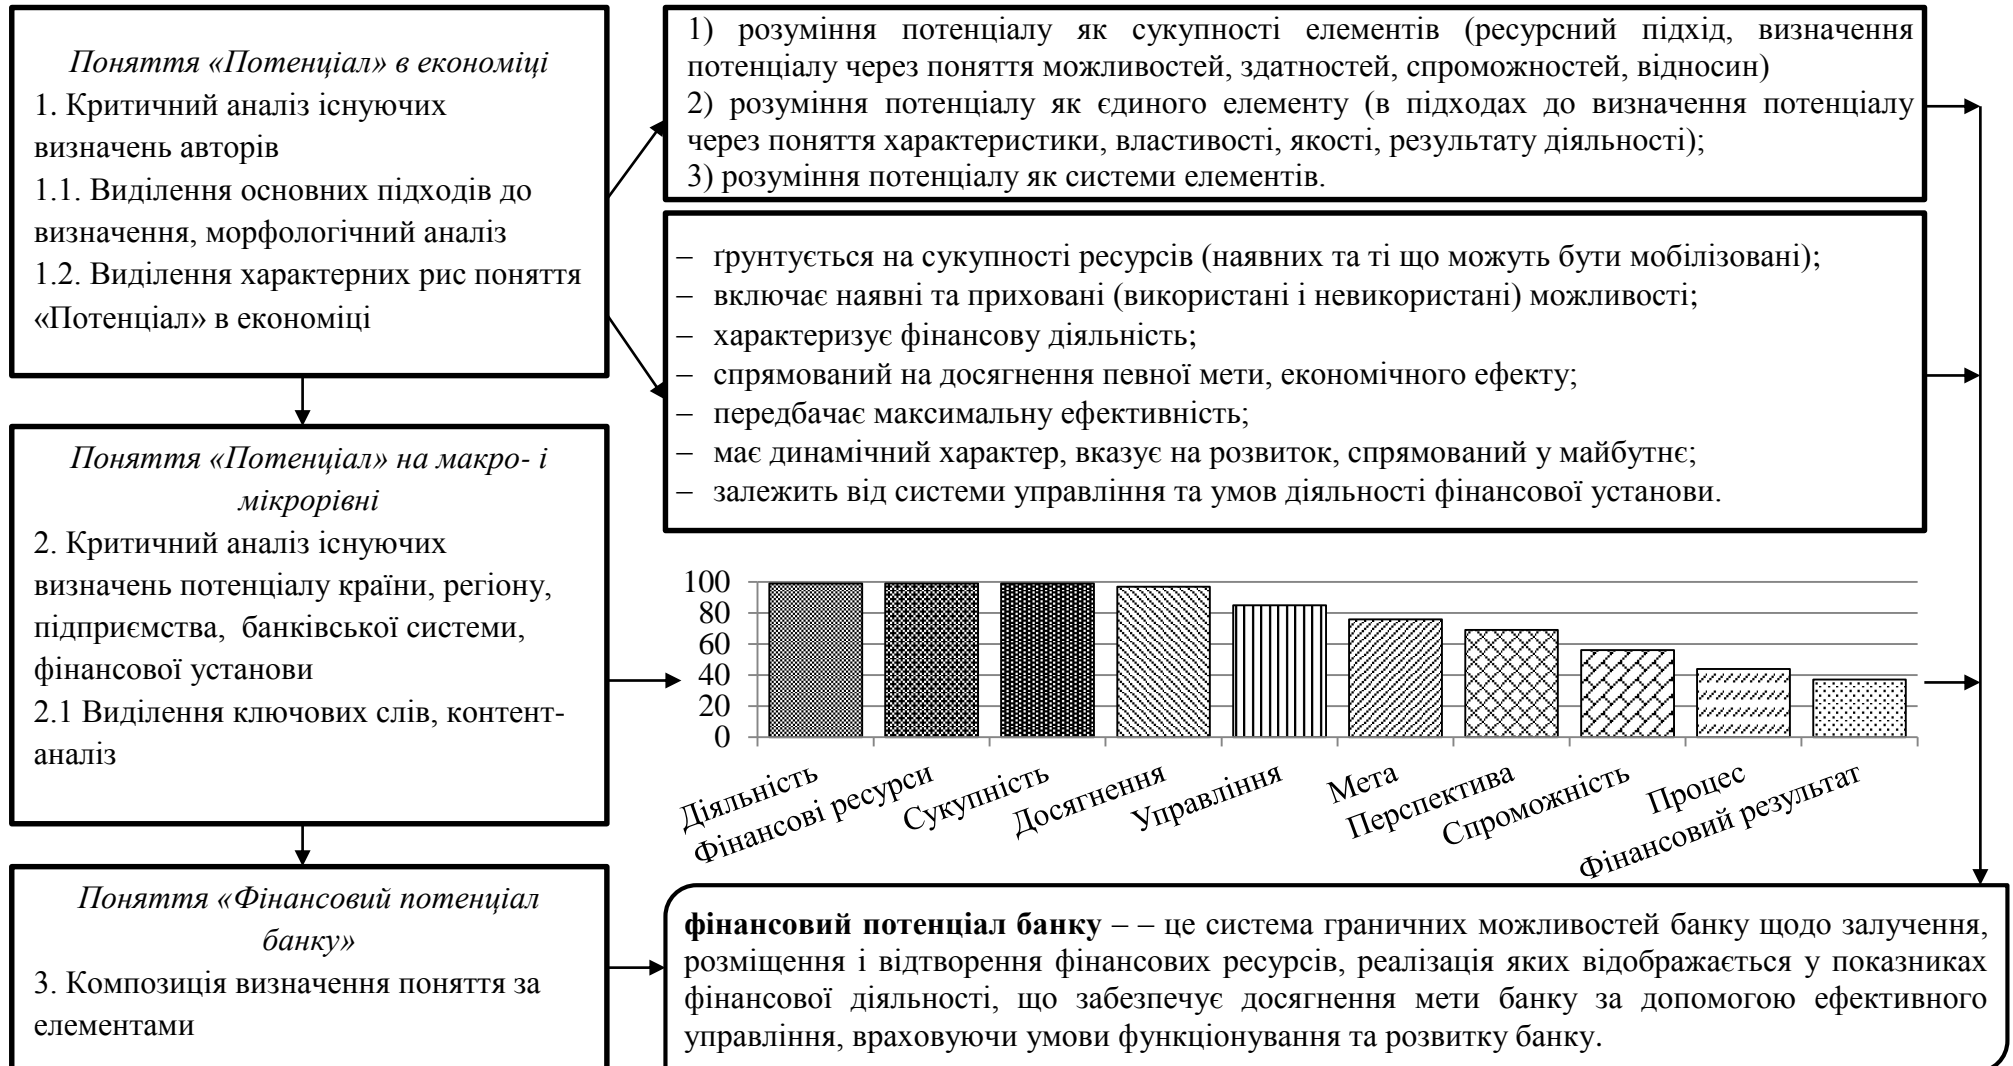 Поняття «Потенціал» в економіці
1. Критичний аналіз існуючих
визначень авторів
1.1. Виділення основних підходів до
визначення, морфологічний аналіз
1.2. Виділення характерних рис поняття
«Потенціал» в економіці
1) розуміння потенціалу як сукупності елементів (ресурсний підхід, визначення
потенціалу через поняття можливостей, здатностей, спроможностей, відносин)
2) розуміння потенціалу як єдиного елементу (в підходах до визначення потенціалу
через поняття характеристики, властивості, якості, результату діяльності);
3) розуміння потенціалу як системи елементів.
– ґрунтується на сукупності ресурсів (наявних та ті що можуть бути мобілізовані);
– включає наявні та приховані (використані і невикористані) можливості;
– характеризує фінансову діяльність;
– спрямований на досягнення певної мети, економічного ефекту;
– передбачає максимальну ефективність;
– має динамічний характер, вказує на розвиток, спрямований у майбутнє;
– залежить від системи управління та умов діяльності фінансової установи.
Поняття «Потенціал» на макро- і
мікрорівні
2. Критичний аналіз існуючих
визначень потенціалу країни, регіону,
підприємства, банківської системи,
фінансової установи
2.1 Виділення ключових слів, контент-
аналіз
100
80
60
40
20
0
Діяльність
Фінансові ресурси
Сукупність
Досягнення
Управління
Мета
Перспектива
Спроможність
Процес
Фінансовий результат
Поняття «Фінансовий потенціал
банку»
3. Композиція визначення поняття за
елементами
фінансовий потенціал банку – – це система граничних можливостей банку щодо залучення,
розміщення і відтворення фінансових ресурсів, реалізація яких відображається у показниках
фінансової діяльності, що забезпечує досягнення мети банку за допомогою ефективного
управління, враховуючи умови функціонування та розвитку банку.